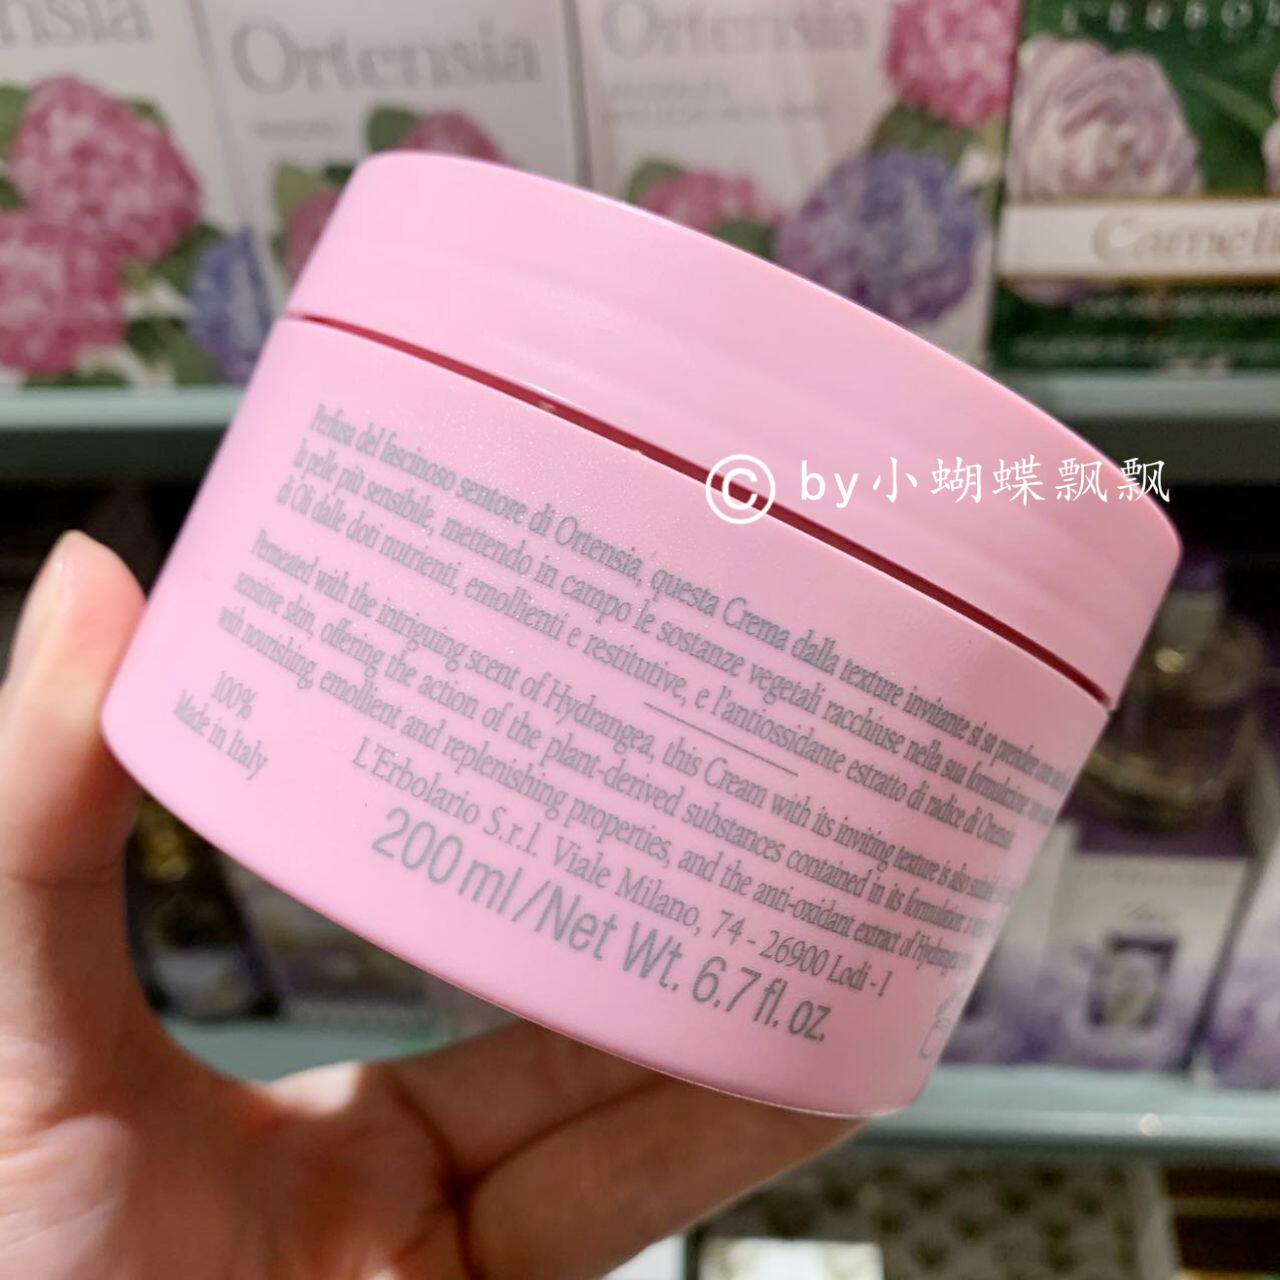 Ortensia
Ortensia
L'ERBOL
Cameli
© by小蝴蝶飘飘
Perfusa del fascinoso sentore di Ortensia, questa Crema dalla texture invitante si sa prendere
la pelle più sensibile, mettendo in campo le sostanze vegetali racchiuse nella sua formulazione
di Oli dalle doti nutrienti, emollienti e restitutive, e l'antiossidante estratto di radice di Ortensia.
Permeated with the intriguing scent of Hydrangea, this Cream with its inviting texture is also
sensitive skin, offering the action of the plant-derived substances contained in its formulation:
with nourishing, emollient and replenishing properties, and the anti-oxidant extract of Hydrangea
100%
Made in Italy
L'Erbolario S.r.l. Viale Milano, 74 - 26900 Lodi - I
200 ml/Net Wt. 6.7 fl. oz.